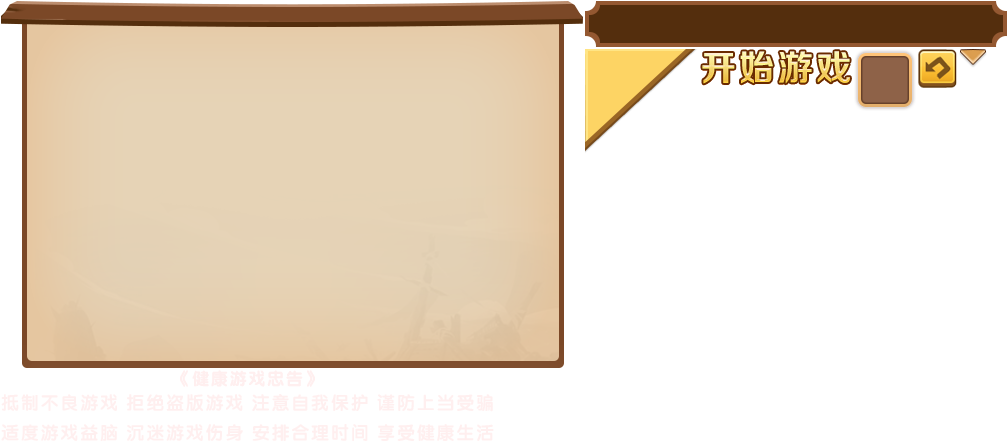 开始游戏
《健康游戏忠告》
抵制不良游戏 拒绝盗版游戏 注意自我保护 谨防上当受骗
适度游戏益脑 沉迷游戏伤身 安排合理时间 享受健康生活